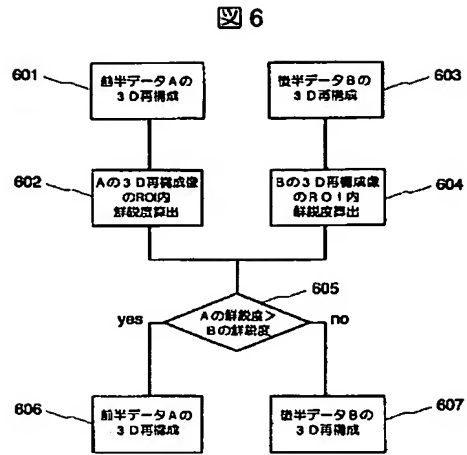 図6
601
前半データAの
3D再構成
603
後半データBの
3D再構成
602
Aの3D再構成像
のROI内
鮮鋭度算出
604
Bの3D再構成像
のROI内
鮮鋭度算出
605
Aの鮮鋭度>
Bの鮮鋭度
yes
no
606
前半データAの
3D再構成
607
後半データBの
3D再構成